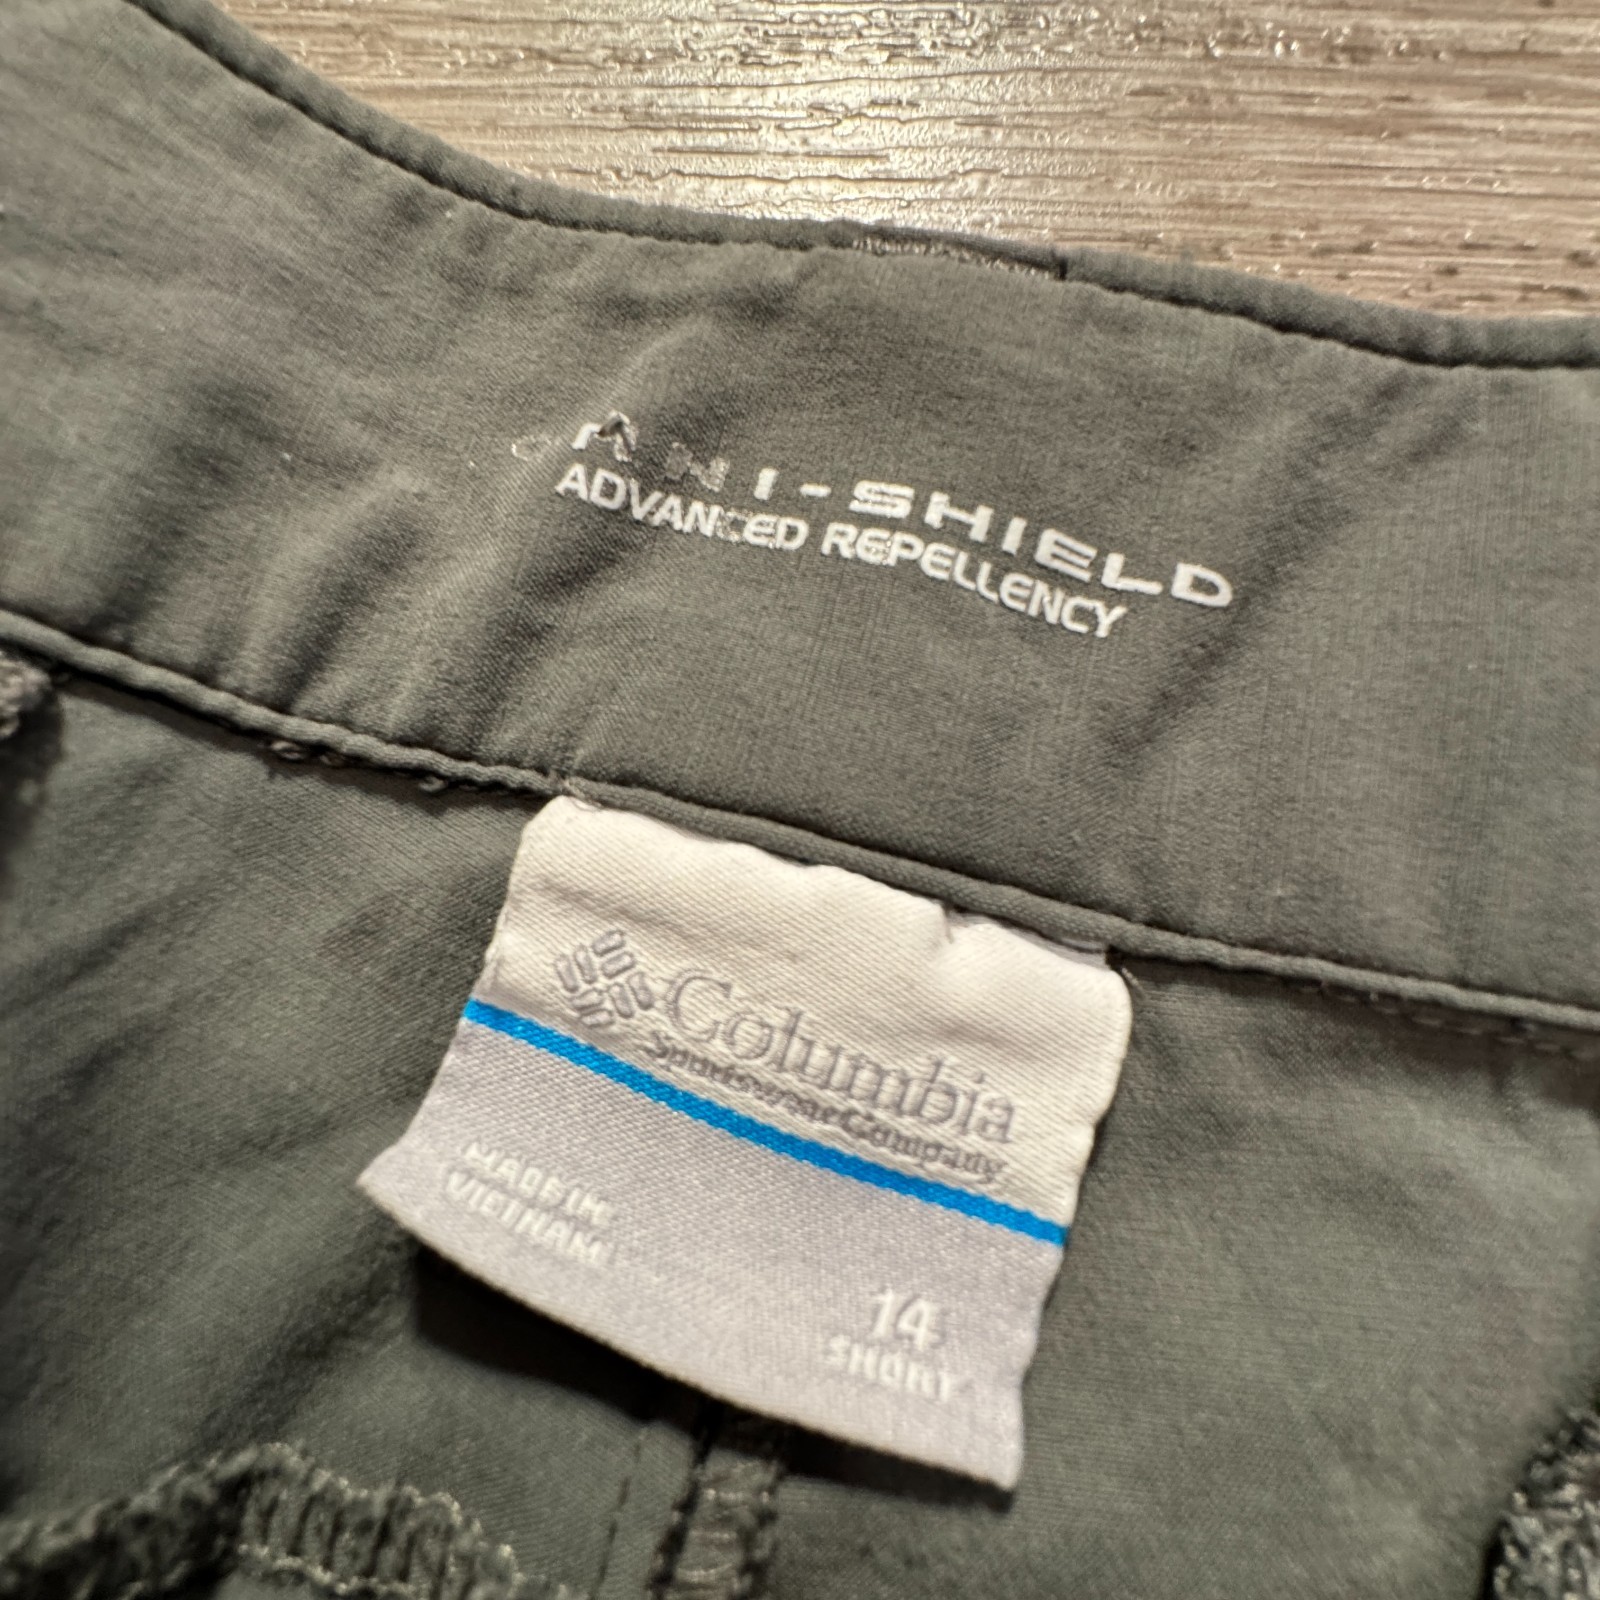 OMNI-SHIELD
ADVANCED REPELLENCY
Columbia
Sportswear Company
MADE IN
VIETNAM
14
SHORT